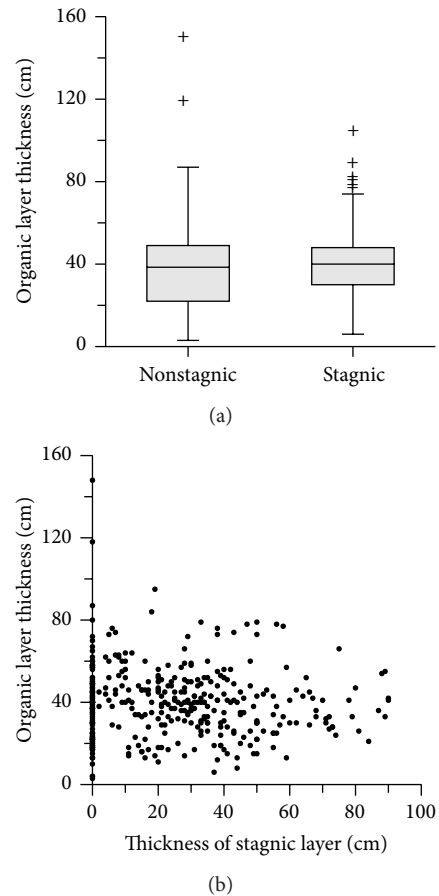 160
120
80
40
0
Organic layer thickness (cm)
Nonstagnic
Stagnic
(a)
160
120
80
40
0
Organic layer thickness (cm)
0
20
40
60
80
100
Thickness of stagnic layer (cm)
(b)